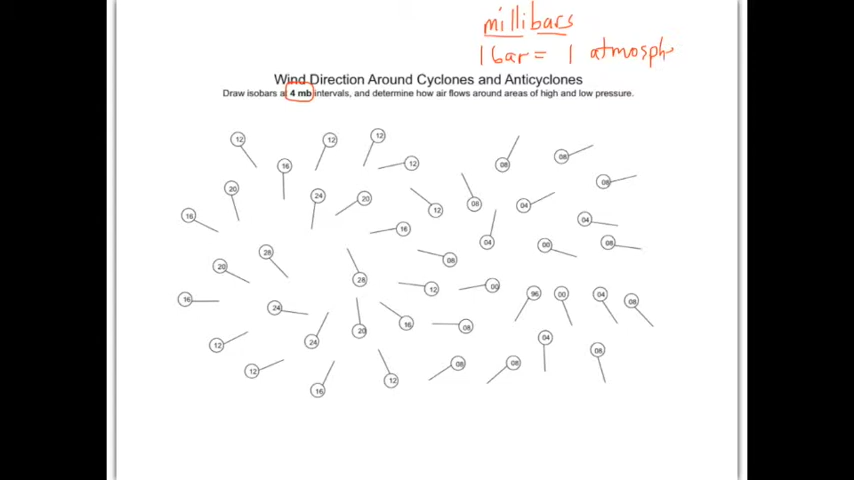 millibars
1 bar = 1 atmosph
Wind Direction Around Cyclones and Anticyclones
Draw isobars a 4 mb intervals, and determine how air flows around areas of high and low pressure.
12 12 12
16 12 08 08
20 24 20 08
16 12 08 04
16 04 04
28 08 00 08
20 28
24 12 00 96 00 04 08
16
24 20 16 08
12 04
12 08 08 08
16 12